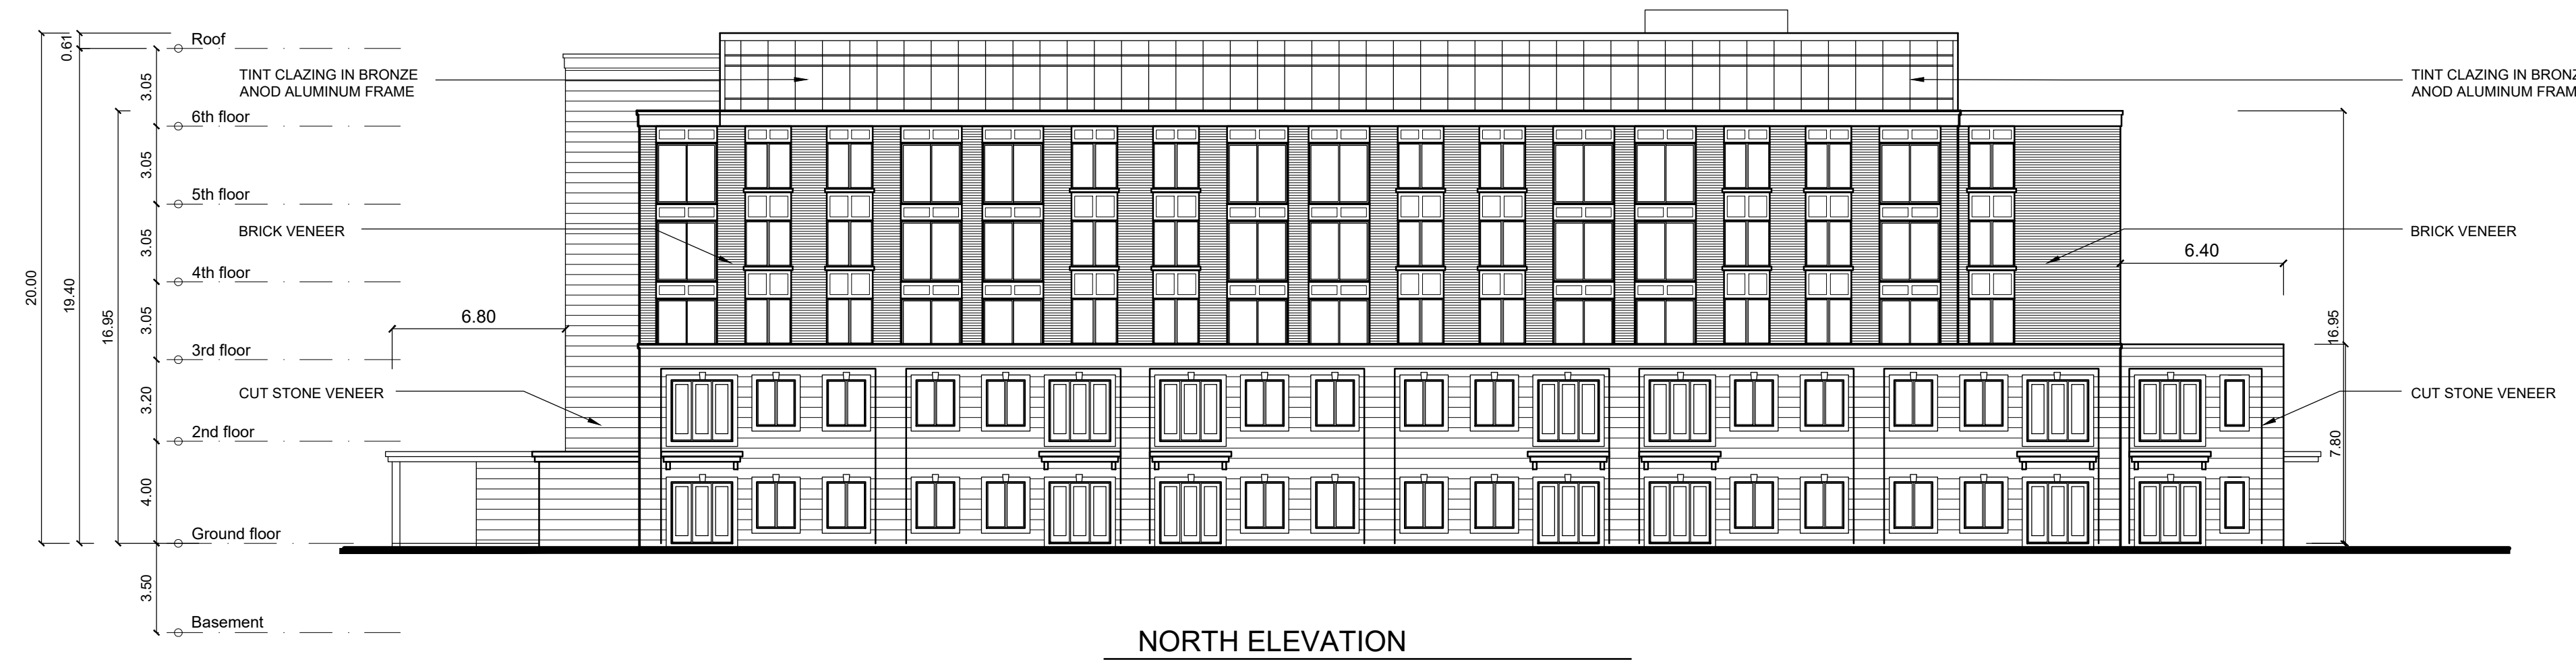 Roof
0.61
3.05
TINT CLAZING IN BRONZE
ANOD ALUMINUM FRAME
6th floor
3.05
5th floor
BRICK VENEER
3.05
4th floor
20.00
19.40
16.95
3.05
6.80
3rd floor
CUT STONE VENEER
3.20
2nd floor
4.00
Ground floor
3.50
Basement
TINT CLAZING IN BRONZ
ANOD ALUMINUM FRAM
BRICK VENEER
6.40
16.95
CUT STONE VENEER
7.80
NORTH ELEVATION